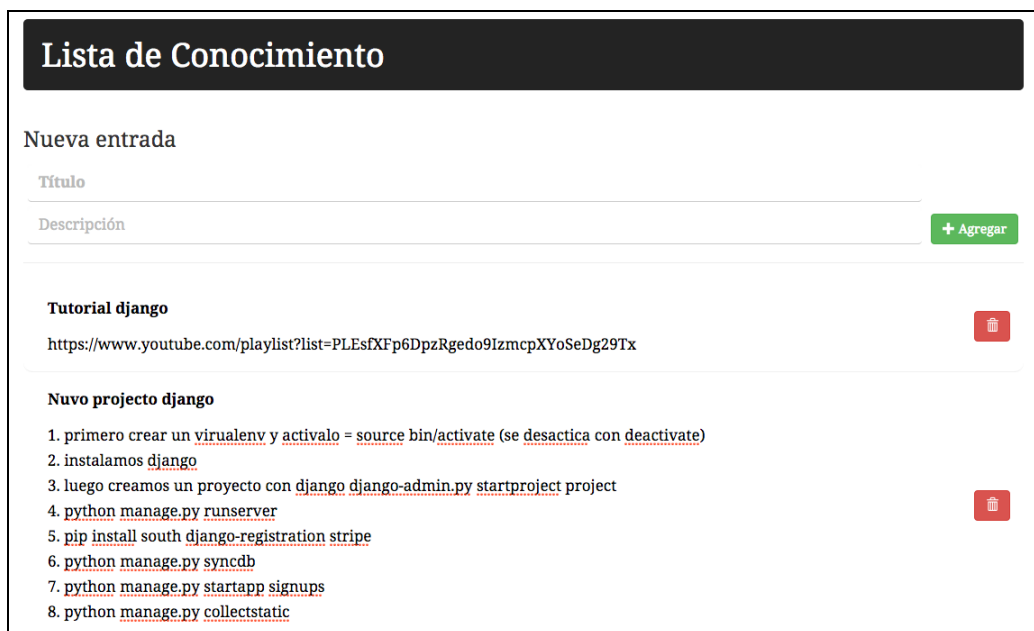 Lista de Conocimiento
Nueva entrada
Título
Descripción
Agregar
Tutorial django
https://www.youtube.com/playlist?list=PLEsfXFp6DpzRgedo9IzmcpXYoSeDg29Tx
Nuvo projecto django
1. primero crear un virualenv y activalo = source bin/activate (se desactica con deactivate)
2. instalamos django
3. luego creamos un proyecto con django django-admin.py startproject project
4. python manage.py runserver
5. pip install south django-registration stripe
6. python manage.py syncdb
7. python manage.py startapp signups
8. python manage.py collectstatic